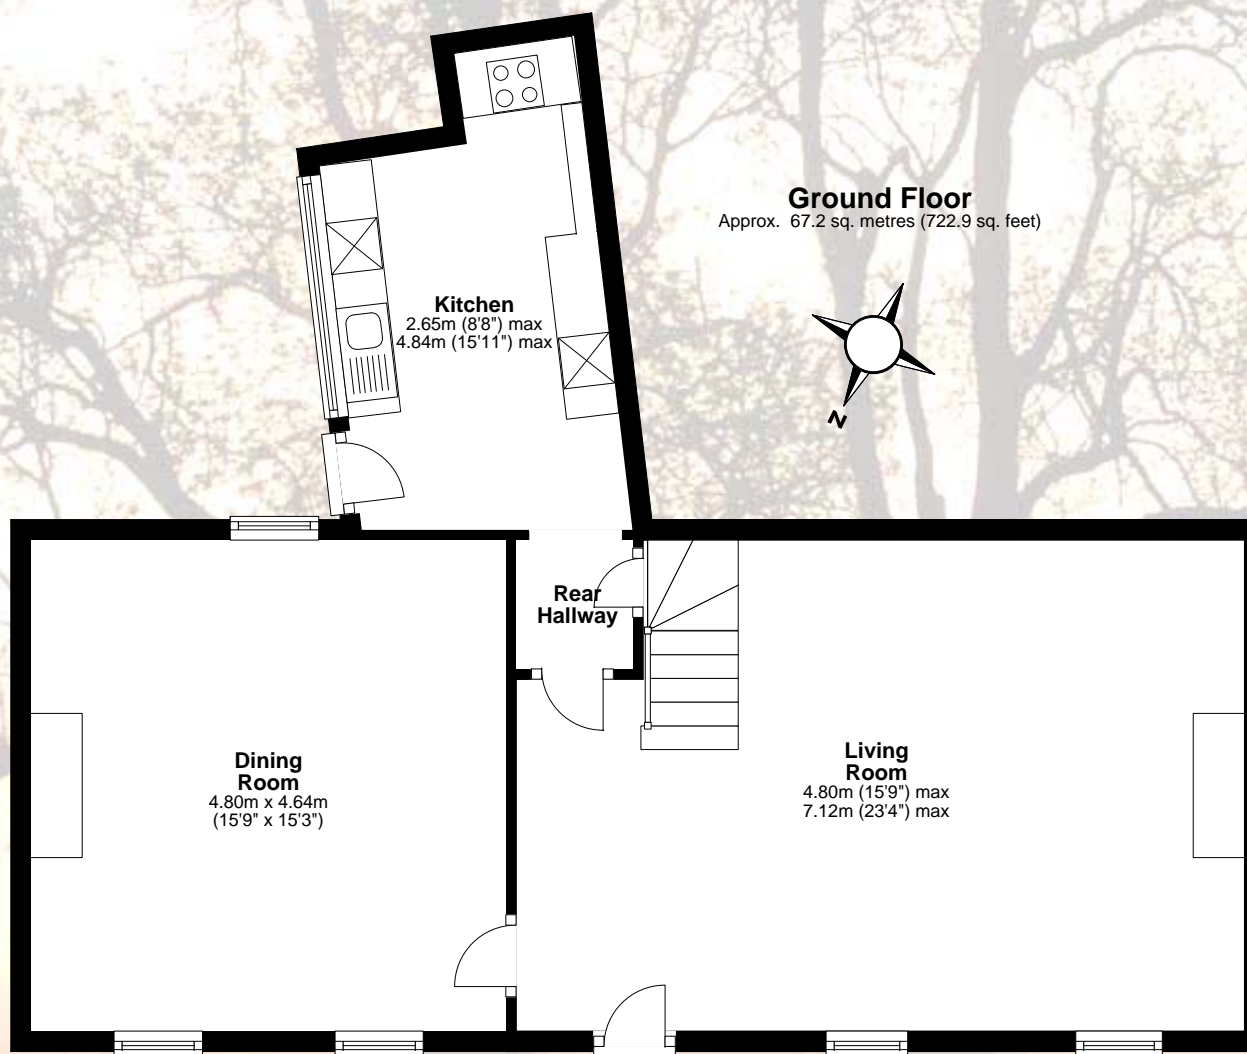 Ground Floor
Approx. 67.2 sq. metres (722.9 sq. feet)
Kitchen
2.65m (8'8") max
4.84m (15'11") max
N
Rear
Hallway
Dining
Room
4.80m x 4.64m
(15'9" x 15'3")
Living
Room
4.80m (15'9") max
7.12m (23'4") max